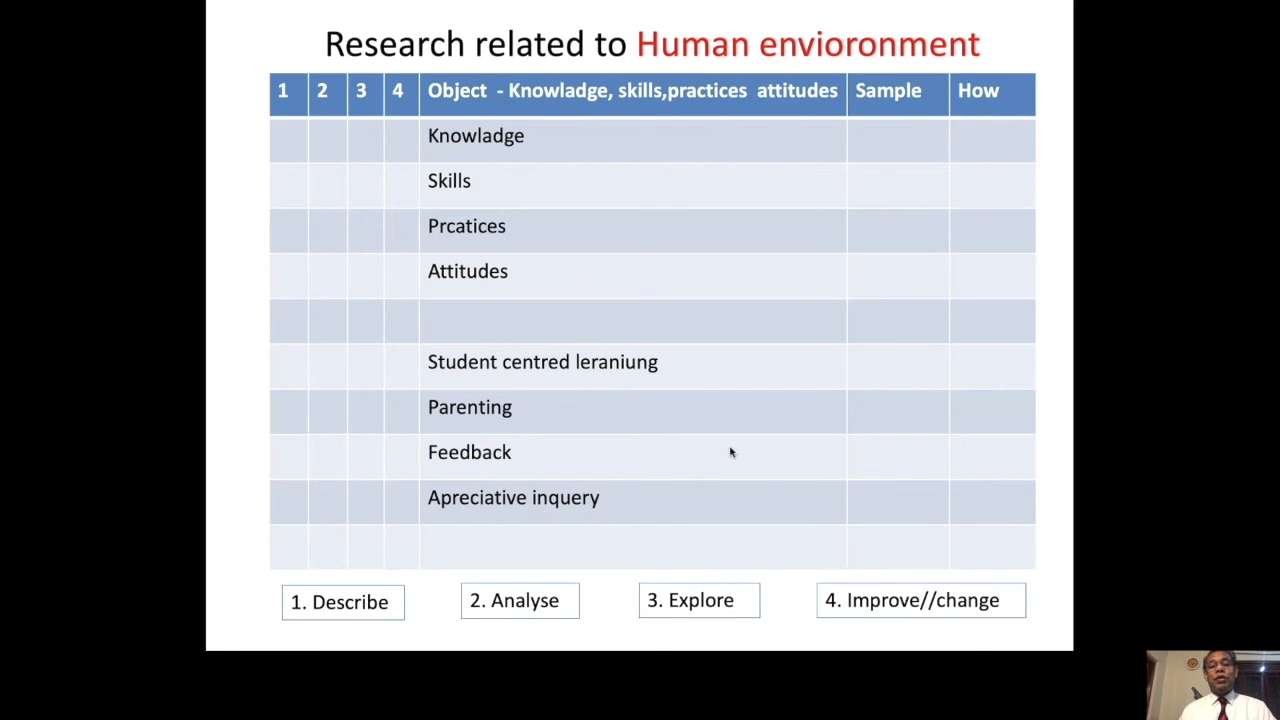 Research related to Human envioronment
1 2 3 4 Object - Knowladge, skills,practices attitudes Sample How
Knowladge
Skills
Prcatices
Attitudes
Student centred leraniung
Parenting
Feedback
Apreciative inquery
1. Describe 2. Analyse 3. Explore 4. Improve//change